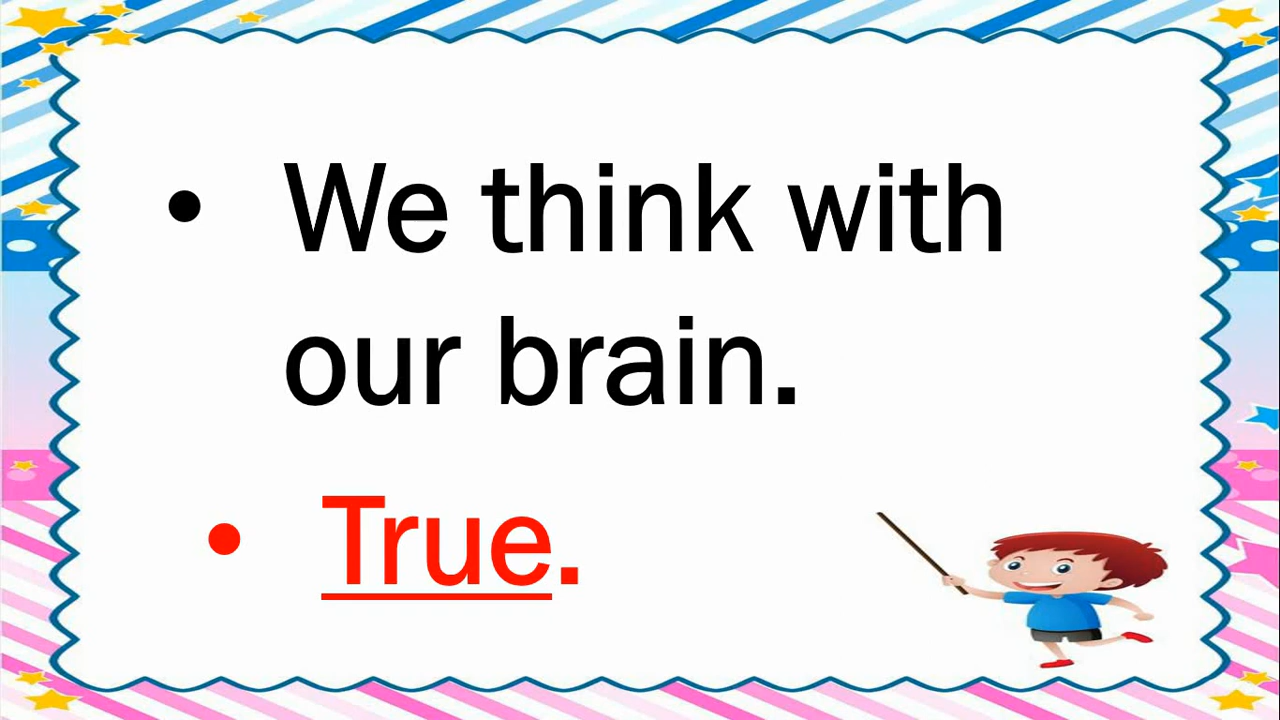 • We think with
our brain.
• True.